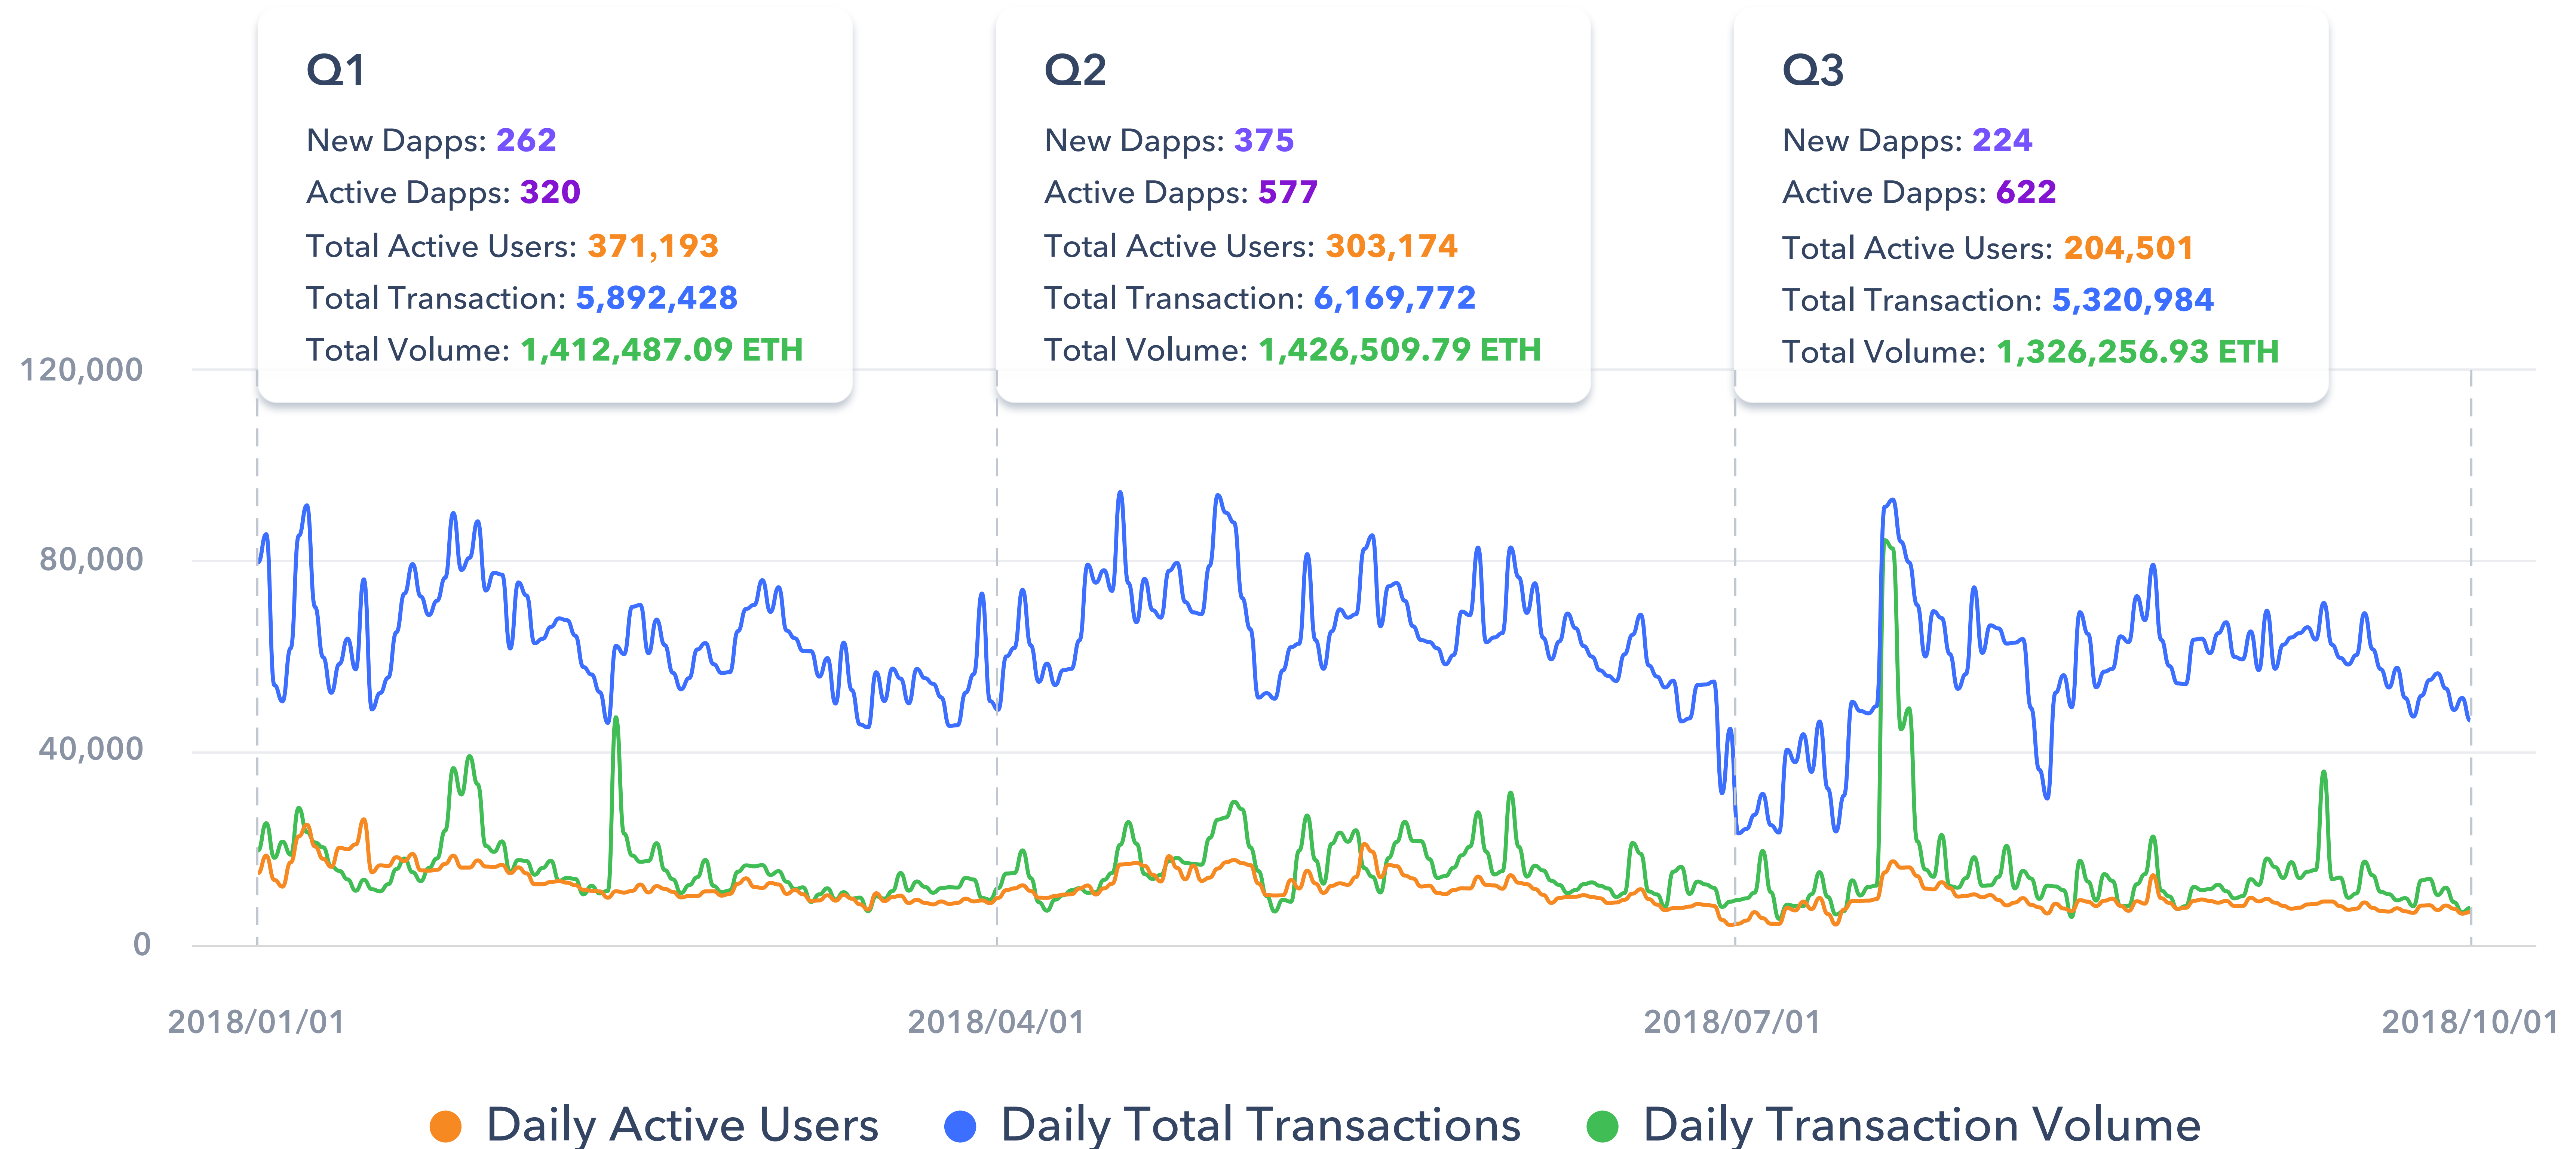 Q1
New Dapps: 262
Active Dapps: 320
Total Active Users: 371,193
Total Transaction: 5,892,428
Total Volume: 1,412,487.09 ETH
Q2
New Dapps: 375
Active Dapps: 577
Total Active Users: 303,174
Total Transaction: 6,169,772
Total Volume: 1,426,509.79 ETH
Q3
New Dapps: 224
Active Dapps: 622
Total Active Users: 204,501
Total Transaction: 5,320,984
Total Volume: 1,326,256.93 ETH
120,000
80,000
40,000
0
2018/01/01 2018/04/01 2018/07/01 2018/10/01
Daily Active Users Daily Total Transactions Daily Transaction Volume